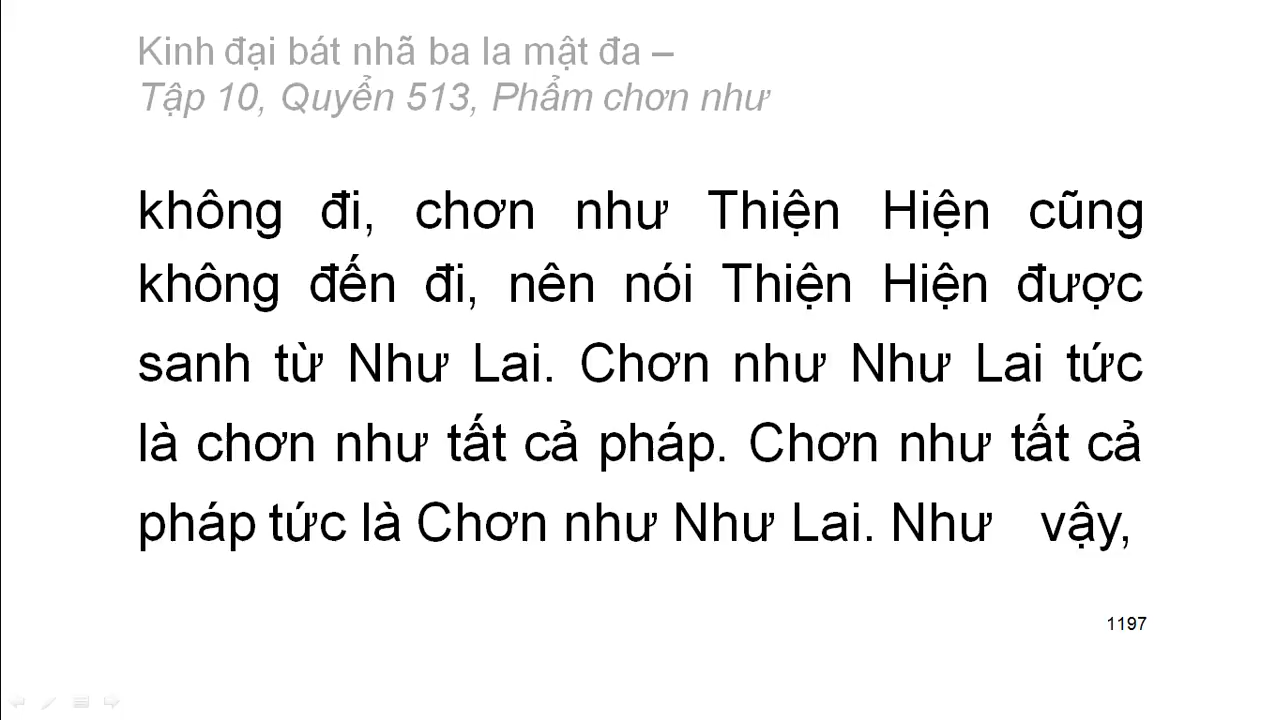 Kinh đại bát nhã ba la mật đa –
Tập 10, Quyển 513, Phẩm chơn như
không đi, chơn như Thiện Hiện cũng
không đến đi, nên nói Thiện Hiện được
sanh từ Như Lai. Chơn như Như Lai tức
là chơn như tất cả pháp. Chơn như tất cả
pháp tức là Chơn như Như Lai. Như vậy,
1197